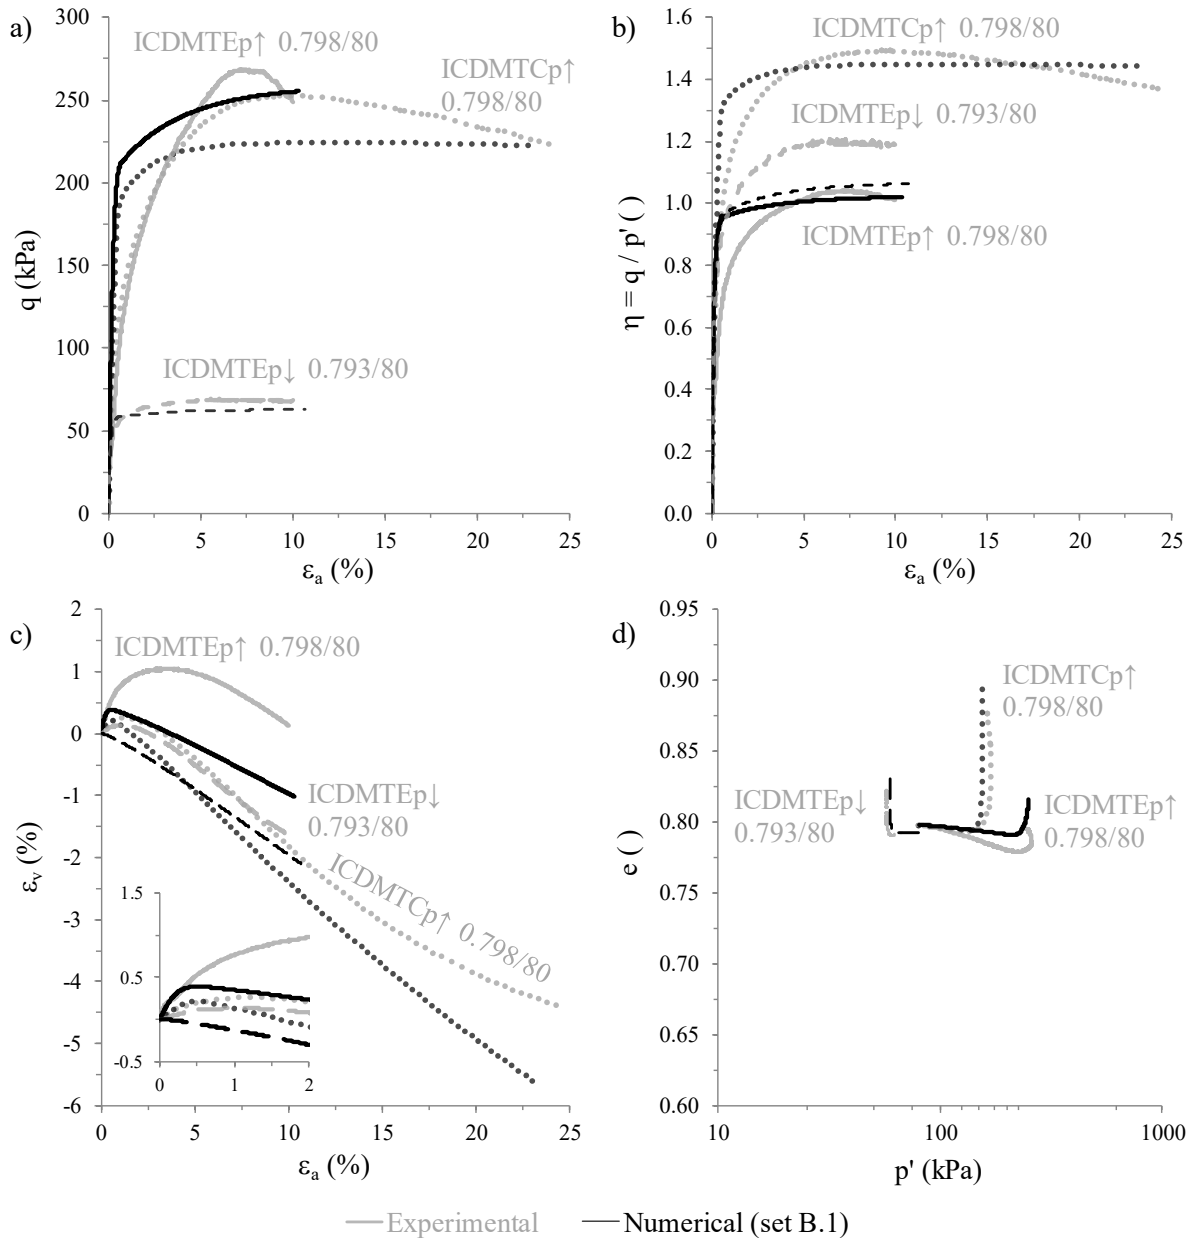 a)
300
250
200
150
100
50
0
q (kPa)
ICDMTEp↑ 0.798/80
ICDMTCp↑
0.798/80
ICDMTEp↓ 0.793/80
0 5 10 15 20 25
εa (%)
b)
1.6
1.4
1.2
1.0
0.8
0.6
0.4
0.2
0.0
η = q / p' ( )
ICDMTCp↑ 0.798/80
ICDMTEp↓ 0.793/80
ICDMTEp↑ 0.798/80
0 5 10 15 20 25
εa (%)
c)
2
1
0
-1
-2
-3
-4
-5
-6
εv (%)
ICDMTEp↑ 0.798/80
ICDMTEp↓
0.793/80
ICDMTCp↑ 0.798/80
1.5
0.5
-0.5
0 1 2
0 5 10 15 20 25
εa (%)
d)
0.95
0.90
0.85
0.80
0.75
0.70
0.65
0.60
e ( )
ICDMTCp↑
0.798/80
ICDMTEp↓
0.793/80
ICDMTEp↑
0.798/80
10 100 1000
p' (kPa)
Experimental Numerical (set B.1)